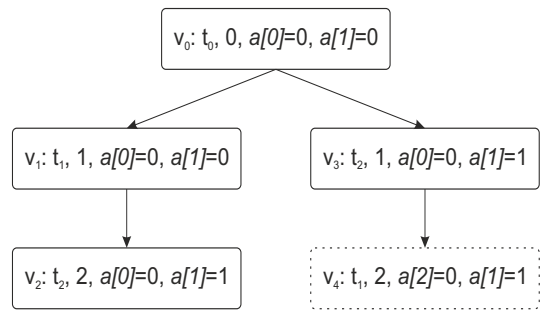 v₀: t₀, 0, a[0]=0, a[1]=0
v₁: t₁, 1, a[0]=0, a[1]=0
v₃: t₂, 1, a[0]=0, a[1]=1
v₂: t₂, 2, a[0]=0, a[1]=1
v₄: t₁, 2, a[2]=0, a[1]=1